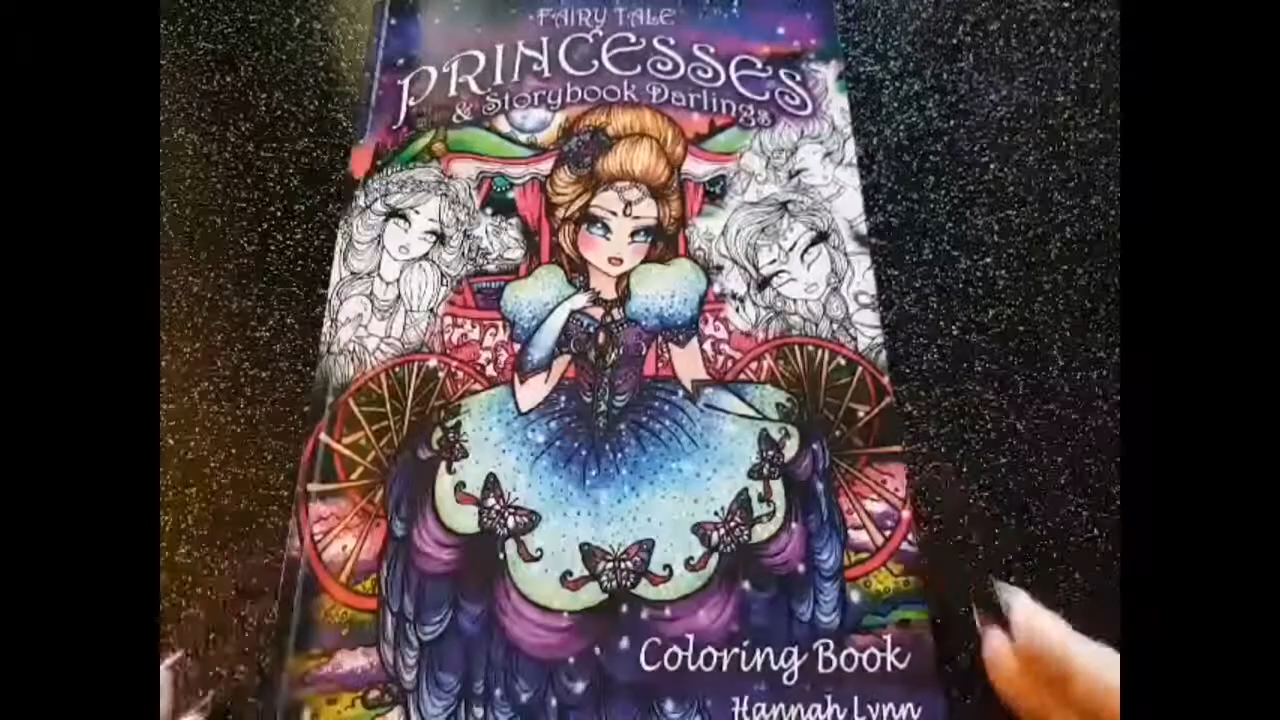 FAIRY TALE
PRINCESSES
& Storybook Darlings
Coloring Book
Hannah Lynn